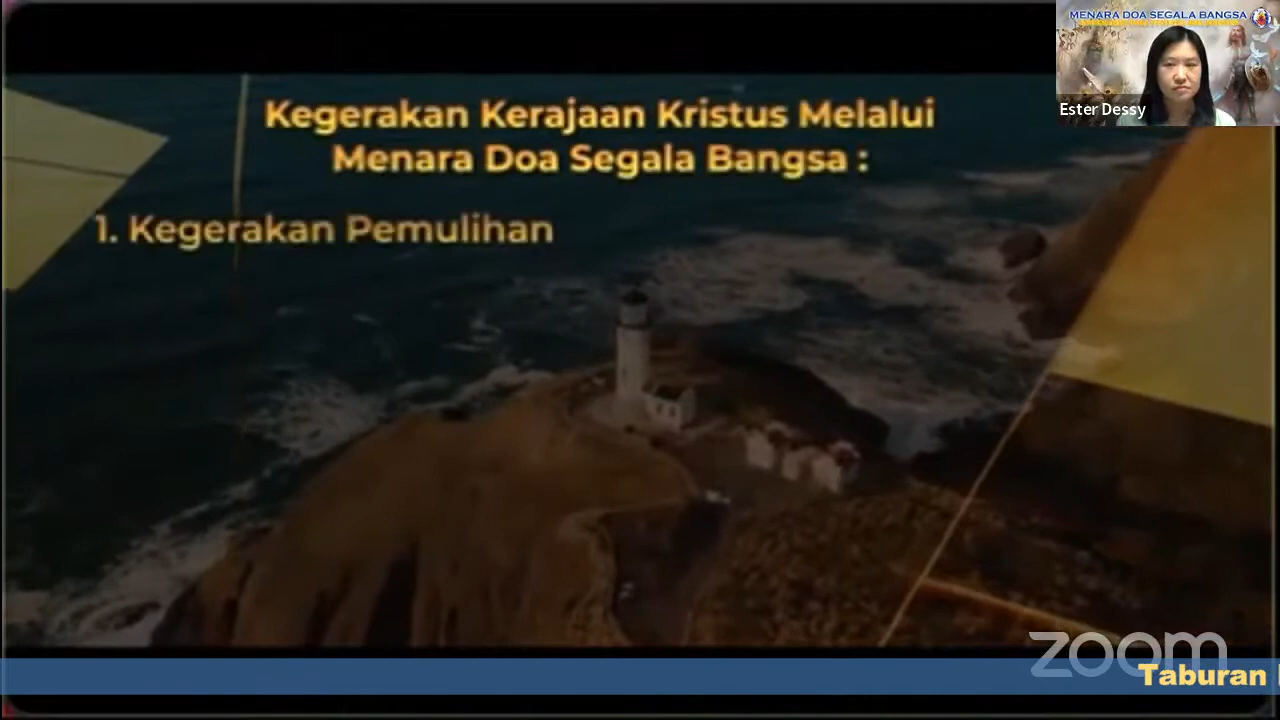 MENARA DOA SEGALA BANGSA
Ester Dessy
Kegerakan Kerajaan Kristus Melalui
Menara Doa Segala Bangsa :
1. Kegerakan Pemulihan
zoom
Taburan